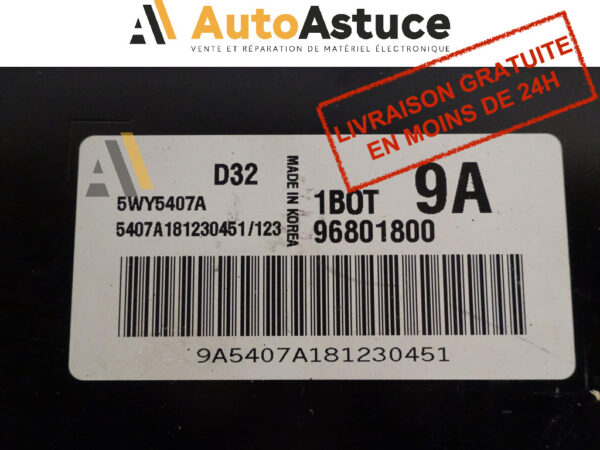 AutoAstuce
VENTE ET RÉPARATION DE MATÉRIEL ÉLECTRONIQUE
LIVRAISON GRATUITE
EN MOINS DE 24H
D32
MADE IN KOREA
1BOT
9A
5WY5407A
5407A181230451/123
96801800
9A5407A181230451